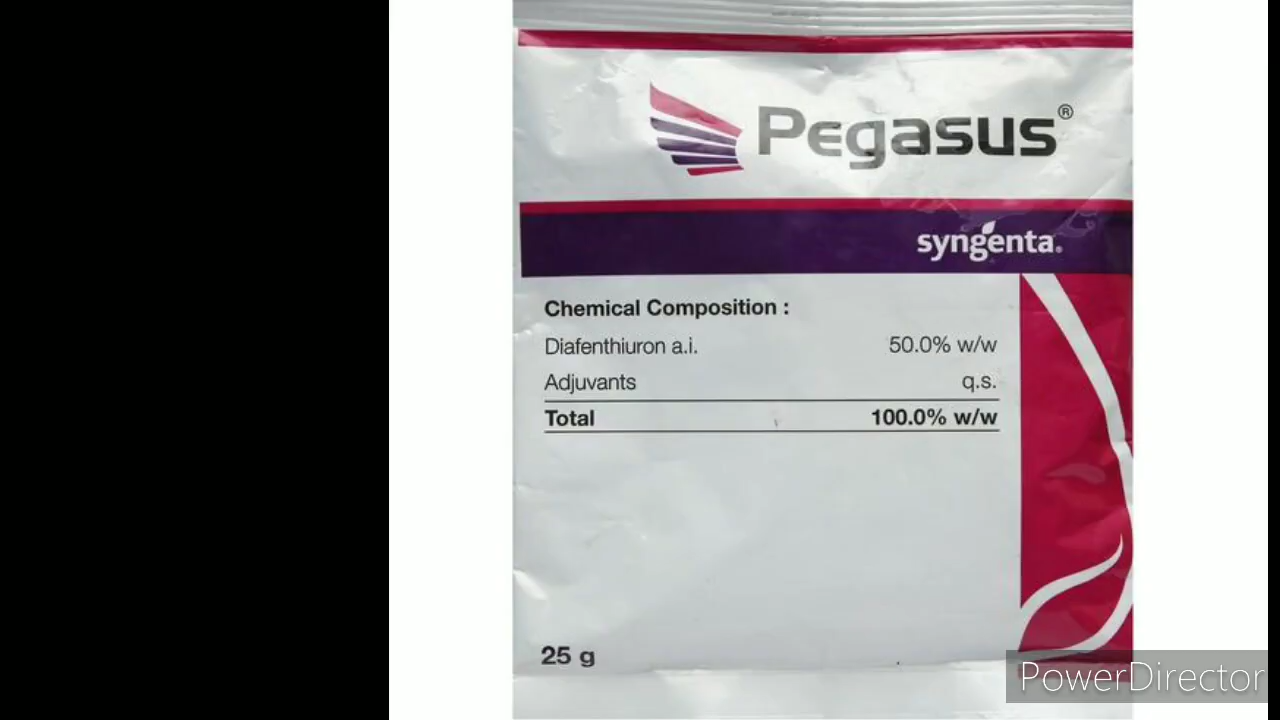 Pegasus®
syngenta.
Chemical Composition :
Diafenthiuron a.i. 50.0% w/w
Adjuvants q.s.
Total 100.0% w/w
25 g
PowerDirector